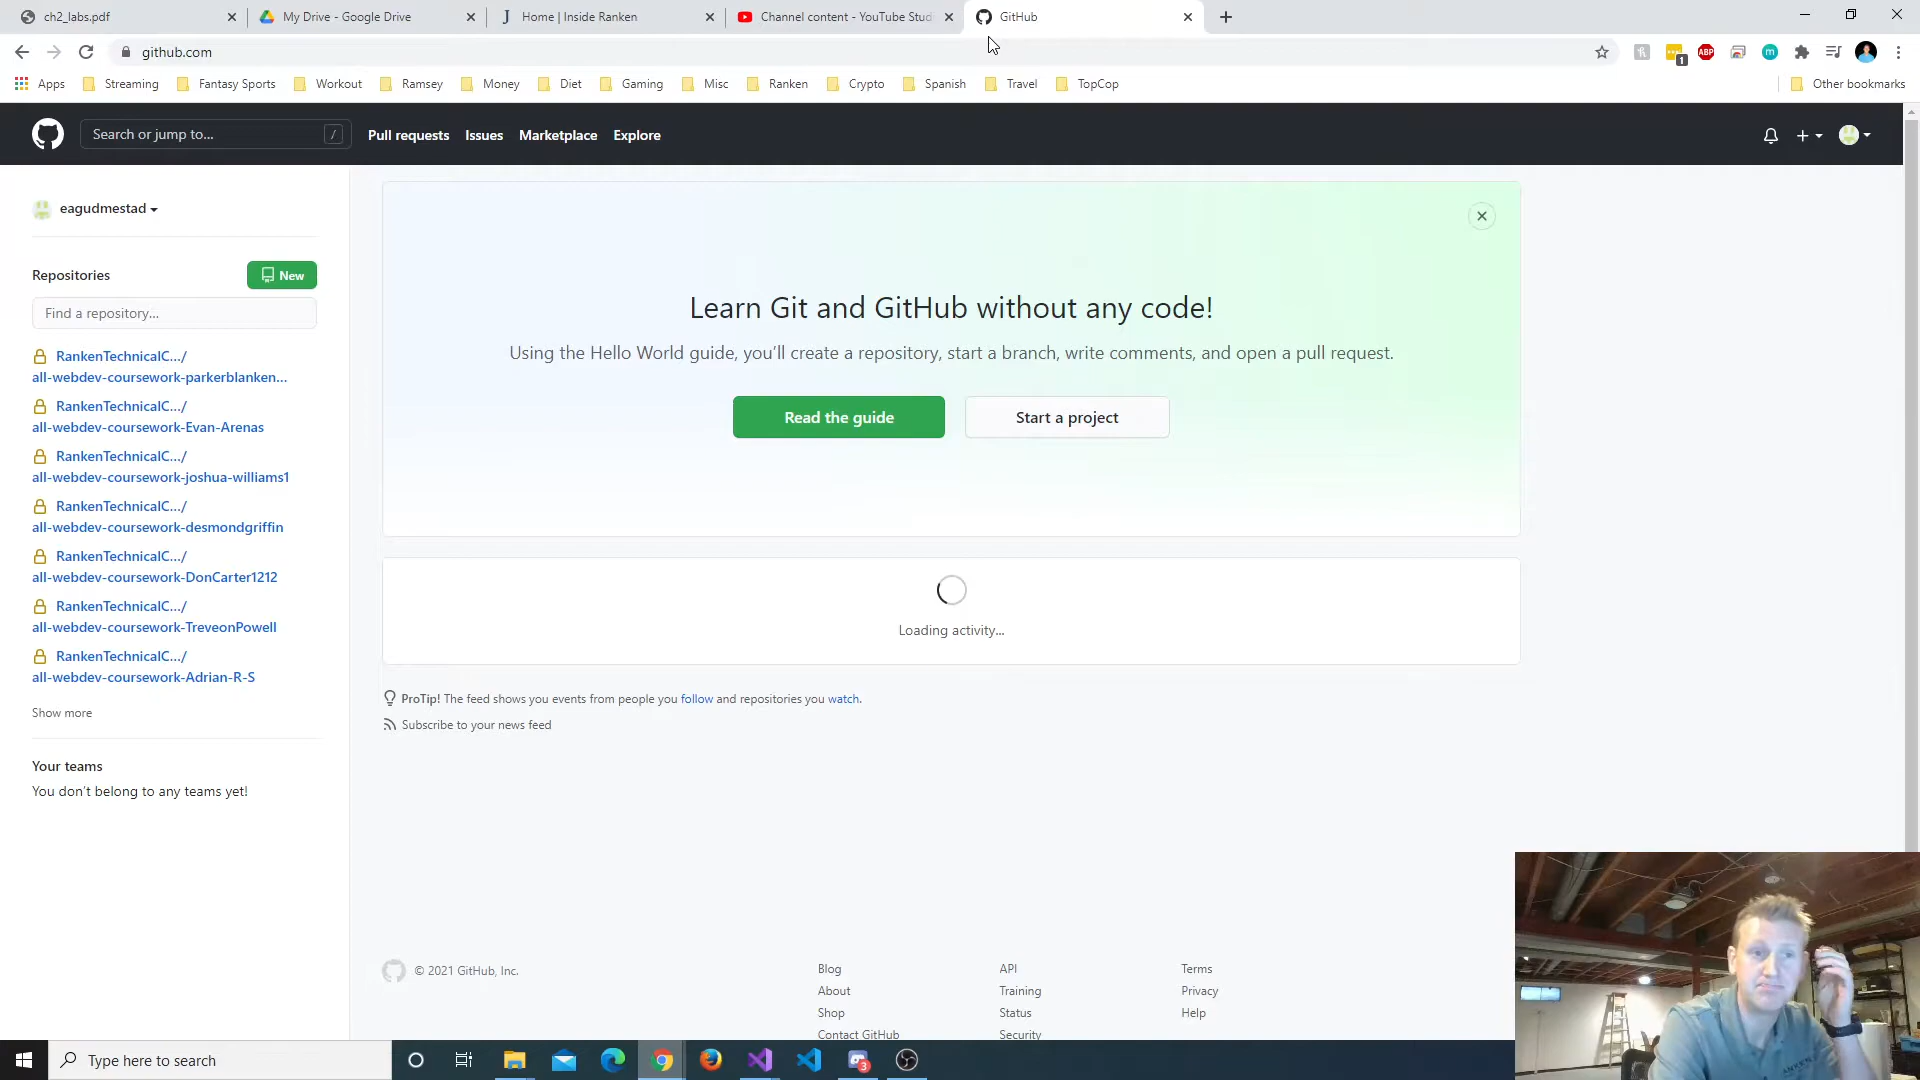 ch2_labs.pdf
My Drive - Google Drive
Home | Inside Ranken
Channel content - YouTube Stud
GitHub
github.com
1
ABP
m
Apps
Streaming
Fantasy Sports
Workout
Ramsey
Money
Diet
Gaming
Misc
Ranken
Crypto
Spanish
Travel
TopCop
Other bookmarks
Search or jump to...
/
Pull requests
Issues
Marketplace
Explore
eagudmestad
Repositories
New
Find a repository...
RankenTechnicalC.../
all-webdev-coursework-parkerblanken...
RankenTechnicalC.../
all-webdev-coursework-Evan-Arenas
RankenTechnicalC.../
all-webdev-coursework-joshua-williams1
RankenTechnicalC.../
all-webdev-coursework-desmondgriffin
RankenTechnicalC.../
all-webdev-coursework-DonCarter1212
RankenTechnicalC.../
all-webdev-coursework-TreveonPowell
RankenTechnicalC.../
all-webdev-coursework-Adrian-R-S
Show more
Your teams
You don't belong to any teams yet!
Learn Git and GitHub without any code!
Using the Hello World guide, you'll create a repository, start a branch, write comments, and open a pull request.
Read the guide
Start a project
Loading activity...
ProTip! The feed shows you events from people you follow and repositories you watch.
Subscribe to your news feed
© 2021 GitHub, Inc.
Blog
About
Shop
Contact GitHub
API
Training
Status
Security
Terms
Privacy
Help
Type here to search
3